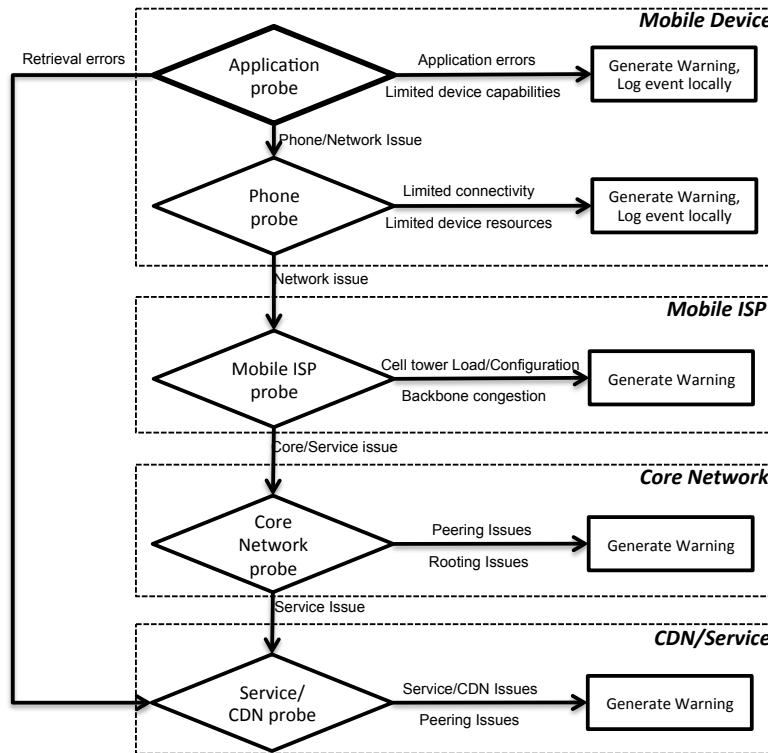 Mobile Device
Retrieval errors
Application
probe
Application errors
Limited device capabilities
Generate Warning,
Log event locally
Phone/Network Issue
Phone
probe
Limited connectivity
Limited device resources
Generate Warning,
Log event locally
Network issue
Mobile ISP
Mobile ISP
probe
Cell tower Load/Configuration
Backbone congestion
Generate Warning
Core/Service issue
Core Network
Core
Network
probe
Peering Issues
Rooting Issues
Generate Warning
Service Issue
CDN/Service
Service/
CDN probe
Service/CDN Issues
Peering Issues
Generate Warning